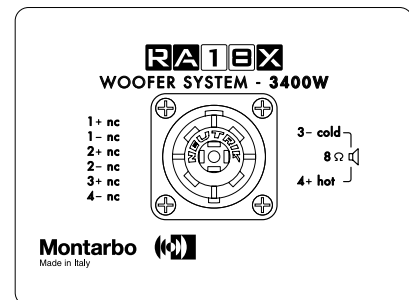 RA18X
WOOFER SYSTEM - 3400W
1+ nc
1- nc
2+ nc
2- nc
3+ nc
4- nc
NEUTRIK
3- cold
8 Ω
4+ hot
Montarbo
Made in Italy